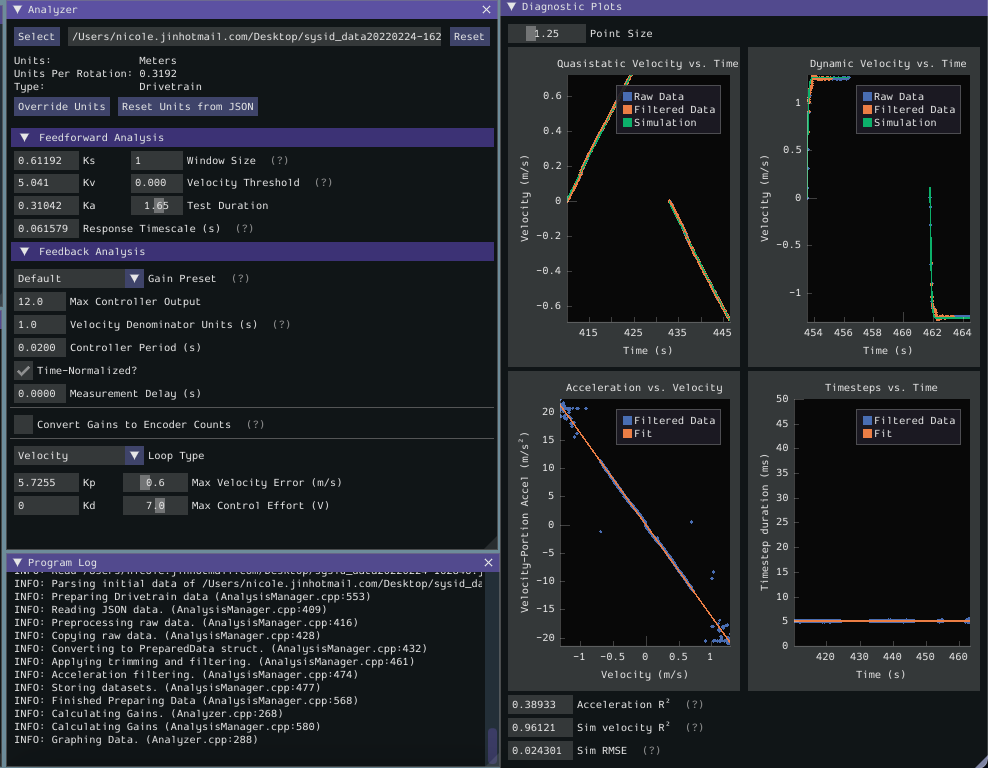 Analyzer
Select /Users/nicole.jinhotmail.com/Desktop/sysid_data20220224-162 Reset
Units: Meters
Units Per Rotation: 0.3192
Type: Drivetrain
Override Units Reset Units from JSON
Feedforward Analysis
0.61192 Ks 1 Window Size (?)
5.041 Kv 0.000 Velocity Threshold (?)
0.31042 Ka 1.65 Test Duration
0.061579 Response Timescale (s) (?)
Feedback Analysis
Default Gain Preset (?)
12.0 Max Controller Output
1.0 Velocity Denominator Units (s) (?)
0.0200 Controller Period (s)
Time-Normalized?
0.0000 Measurement Delay (s)
Convert Gains to Encoder Counts (?)
Velocity Loop Type
5.7255 Kp 0.6 Max Velocity Error (m/s)
0 Kd 7.0 Max Control Effort (V)
Program Log
INFO: Parsing initial data of /Users/nicole.jinhotmail.com/Desktop/sysid_da
INFO: Preparing Drivetrain data (AnalysisManager.cpp:553)
INFO: Reading JSON data. (AnalysisManager.cpp:409)
INFO: Preprocessing raw data. (AnalysisManager.cpp:416)
INFO: Copying raw data. (AnalysisManager.cpp:428)
INFO: Converting to PreparedData struct. (AnalysisManager.cpp:432)
INFO: Applying trimming and filtering. (AnalysisManager.cpp:461)
INFO: Acceleration filtering. (AnalysisManager.cpp:474)
INFO: Storing datasets. (AnalysisManager.cpp:477)
INFO: Finished Preparing Data (AnalysisManager.cpp:568)
INFO: Calculating Gains. (Analyzer.cpp:268)
INFO: Calculating Gains (AnalysisManager.cpp:580)
INFO: Graphing Data. (Analyzer.cpp:288)
Diagnostic Plots
1.25 Point Size
Quasistatic Velocity vs. Time
Raw Data
Filtered Data
Simulation
Velocity (m/s)
0.6
0.4
0.2
0
-0.2
-0.4
-0.6
415 425 435 445
Time (s)
Dynamic Velocity vs. Time
Raw Data
Filtered Data
Simulation
Velocity (m/s)
1
0.5
0
-0.5
-1
454 456 458 460 462 464
Time (s)
Acceleration vs. Velocity
Filtered Data
Fit
Velocity-Portion Accel (m/s²)
20
15
10
5
0
-5
-10
-15
-20
-1 -0.5 0 0.5 1
Velocity (m/s)
Timesteps vs. Time
Filtered Data
Fit
Timestep duration (ms)
50
45
40
35
30
25
20
15
10
5
0
420 430 440 450 460
Time (s)
0.38933 Acceleration R² (?)
0.96121 Sim velocity R² (?)
0.024301 Sim RMSE (?)